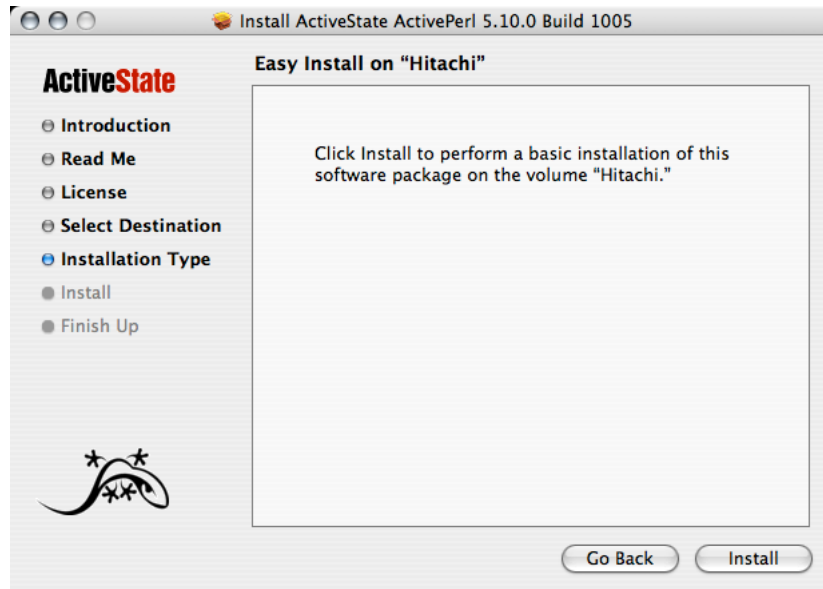 Install ActiveState ActivePerl 5.10.0 Build 1005
ActiveState
Easy Install on “Hitachi”
Introduction
Read Me
License
Select Destination
Installation Type
Install
Finish Up
Click Install to perform a basic installation of this
software package on the volume “Hitachi.”
Go Back
Install